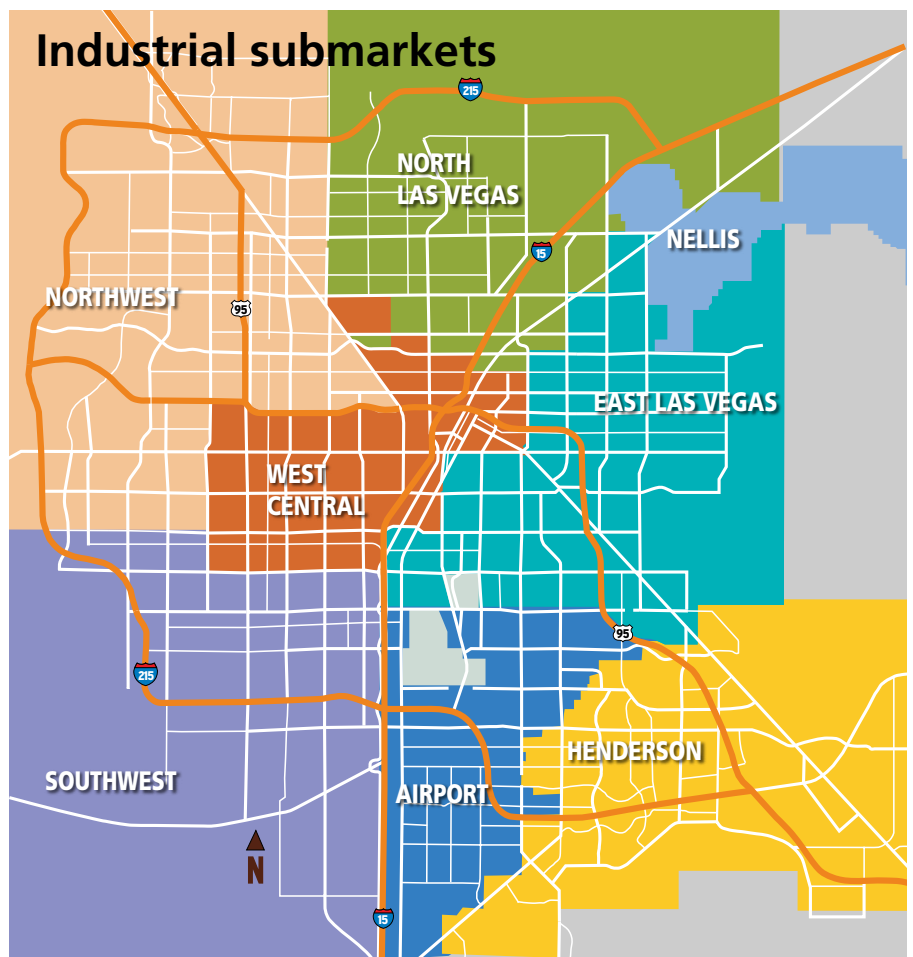 Industrial submarkets
215
NORTH
LAS VEGAS
NELLIS
15
NORTHWEST
95
EAST LAS VEGAS
WEST
CENTRAL
95
215
HENDERSON
SOUTHWEST
AIRPORT
N
15